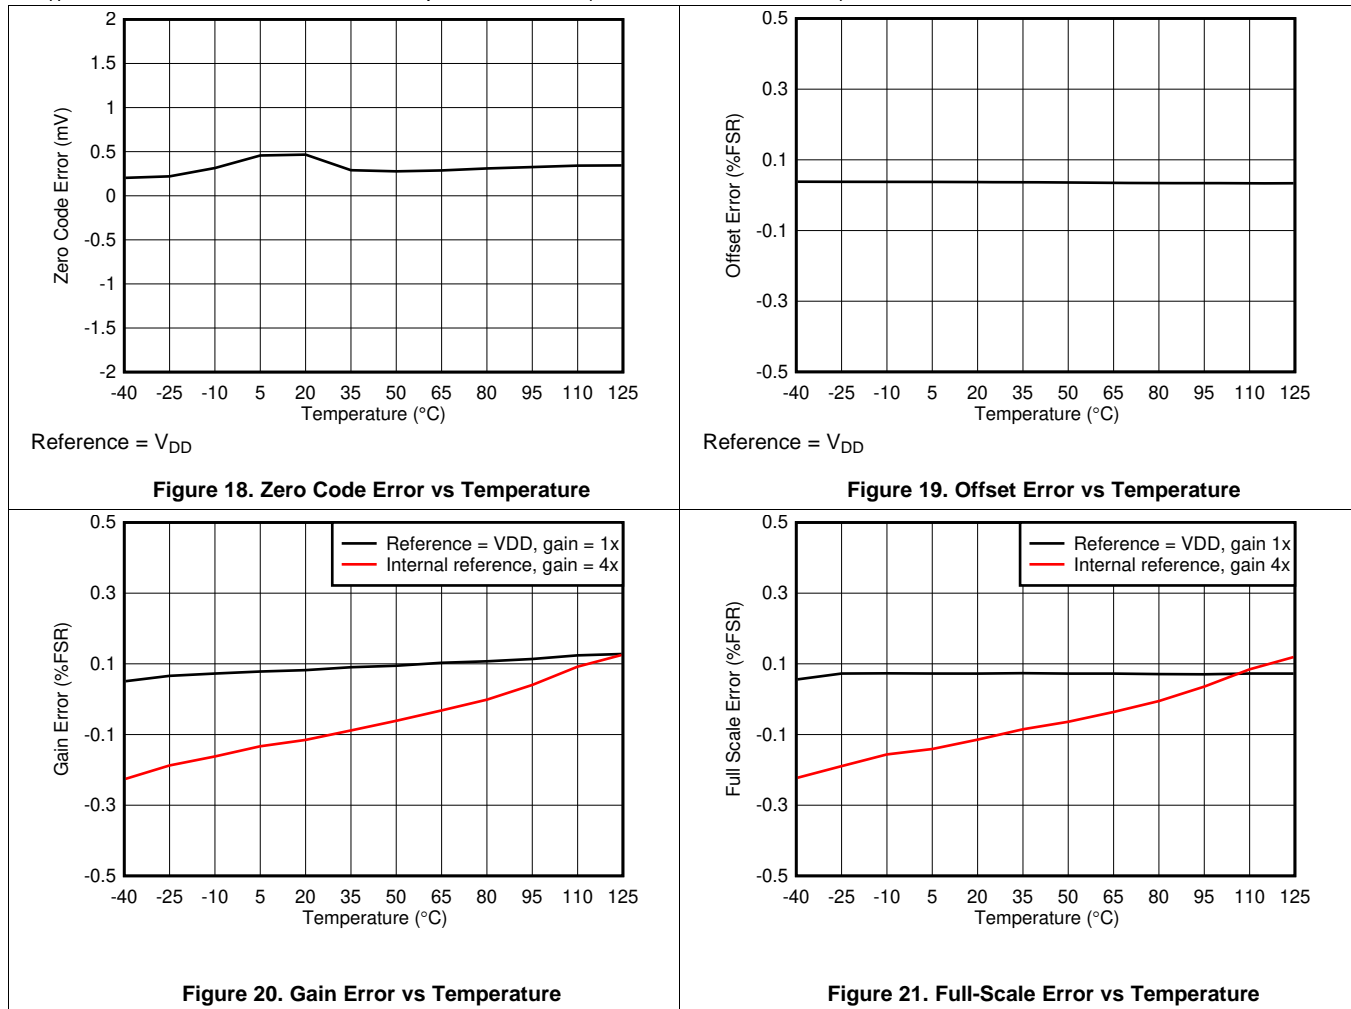 2
1.5
1
0.5
0
-0.5
-1
-1.5
-2
Zero Code Error (mV)
-40 -25 -10 5 20 35 50 65 80 95 110 125
Temperature (°C)
Reference = VDD
Figure 18. Zero Code Error vs Temperature
0.5
0.3
0.1
-0.1
-0.3
-0.5
Offset Error (%FSR)
-40 -25 -10 5 20 35 50 65 80 95 110 125
Temperature (°C)
Reference = VDD
Figure 19. Offset Error vs Temperature
0.5
0.3
0.1
-0.1
-0.3
-0.5
Gain Error (%FSR)
Reference = VDD, gain = 1x
Internal reference, gain = 4x
-40 -25 -10 5 20 35 50 65 80 95 110 125
Temperature (°C)
Figure 20. Gain Error vs Temperature
0.5
0.3
0.1
-0.1
-0.3
-0.5
Full Scale Error (%FSR)
Reference = VDD, gain 1x
Internal reference, gain 4x
-40 -25 -10 5 20 35 50 65 80 95 110 125
Temperature (°C)
Figure 21. Full-Scale Error vs Temperature